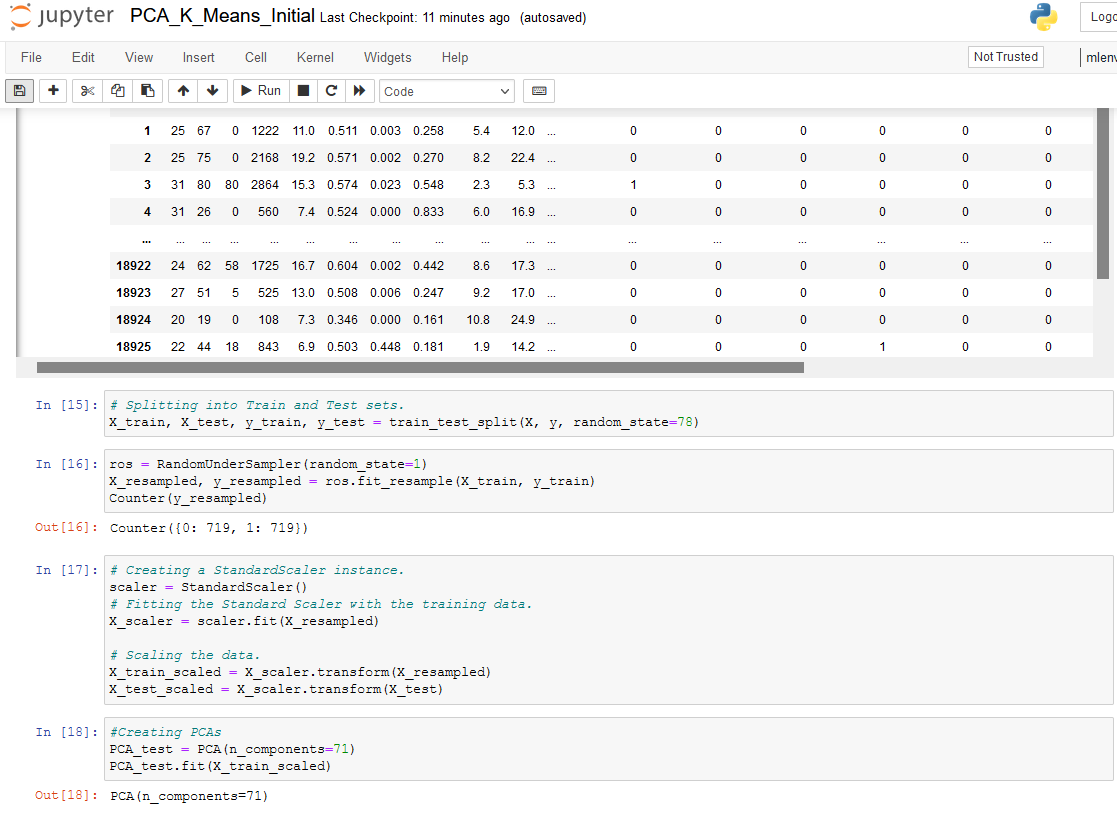 jupyter PCA_K_Means_Initial Last Checkpoint: 11 minutes ago (autosaved)
File Edit View Insert Cell Kernel Widgets Help Not Trusted mlenv
Run Code
1 25 67 0 1222 11.0 0.511 0.003 0.258 5.4 12.0 ... 0 0 0 0 0 0
2 25 75 0 2168 19.2 0.571 0.002 0.270 8.2 22.4 ... 0 0 0 0 0 0
3 31 80 80 2864 15.3 0.574 0.023 0.548 2.3 5.3 ... 1 0 0 0 0 0
4 31 26 0 560 7.4 0.524 0.000 0.833 6.0 16.9 ... 0 0 0 0 0 0
... ... ... ... ... ... ... ... ... ... ... ... ... ... ... ... ... ...
18922 24 62 58 1725 16.7 0.604 0.002 0.442 8.6 17.3 ... 0 0 0 0 0 0
18923 27 51 5 525 13.0 0.508 0.006 0.247 9.2 17.0 ... 0 0 0 0 0 0
18924 20 19 0 108 7.3 0.346 0.000 0.161 10.8 24.9 ... 0 0 0 0 0 0
18925 22 44 18 843 6.9 0.503 0.448 0.181 1.9 14.2 ... 0 0 0 1 0 0
In [15]: # Splitting into Train and Test sets.
X_train, X_test, y_train, y_test = train_test_split(X, y, random_state=78)
In [16]: ros = RandomUnderSampler(random_state=1)
X_resampled, y_resampled = ros.fit_resample(X_train, y_train)
Counter(y_resampled)
Out[16]: Counter({0: 719, 1: 719})
In [17]: # Creating a StandardScaler instance.
scaler = StandardScaler()
# Fitting the Standard Scaler with the training data.
X_scaler = scaler.fit(X_resampled)
# Scaling the data.
X_train_scaled = X_scaler.transform(X_resampled)
X_test_scaled = X_scaler.transform(X_test)
In [18]: #Creating PCAs
PCA_test = PCA(n_components=71)
PCA_test.fit(X_train_scaled)
Out[18]: PCA(n_components=71)